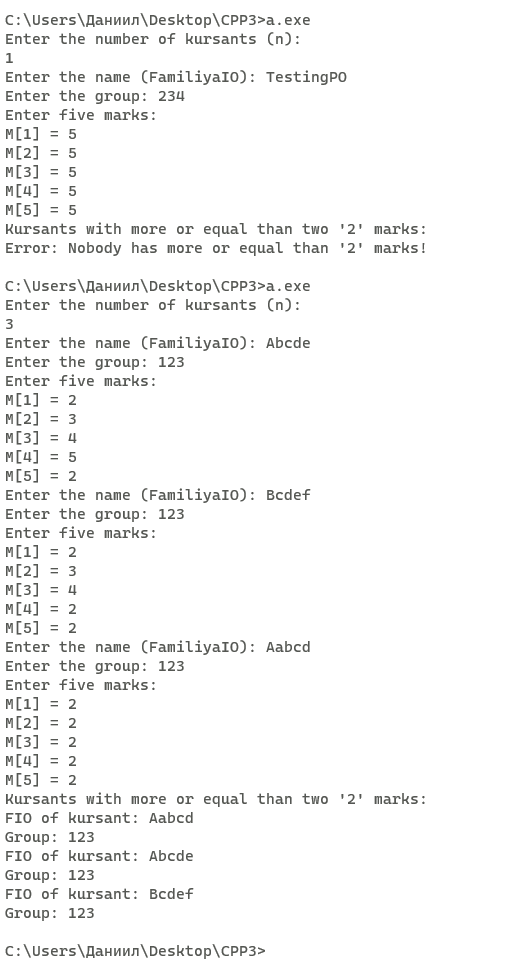 C:\Users\Даниил\Desktop\CPP3>a.exe
Enter the number of kursants (n):
1
Enter the name (FamiliyaIO): TestingPO
Enter the group: 234
Enter five marks:
M[1] = 5
M[2] = 5
M[3] = 5
M[4] = 5
M[5] = 5
Kursants with more or equal than two '2' marks:
Error: Nobody has more or equal than '2' marks!

C:\Users\Даниил\Desktop\CPP3>a.exe
Enter the number of kursants (n):
3
Enter the name (FamiliyaIO): Abcde
Enter the group: 123
Enter five marks:
M[1] = 2
M[2] = 3
M[3] = 4
M[4] = 5
M[5] = 2
Enter the name (FamiliyaIO): Bcdef
Enter the group: 123
Enter five marks:
M[1] = 2
M[2] = 3
M[3] = 4
M[4] = 2
M[5] = 2
Enter the name (FamiliyaIO): Aabcd
Enter the group: 123
Enter five marks:
M[1] = 2
M[2] = 2
M[3] = 2
M[4] = 2
M[5] = 2
Kursants with more or equal than two '2' marks:
FIO of kursant: Aabcd
Group: 123
FIO of kursant: Abcde
Group: 123
FIO of kursant: Bcdef
Group: 123

C:\Users\Даниил\Desktop\CPP3>